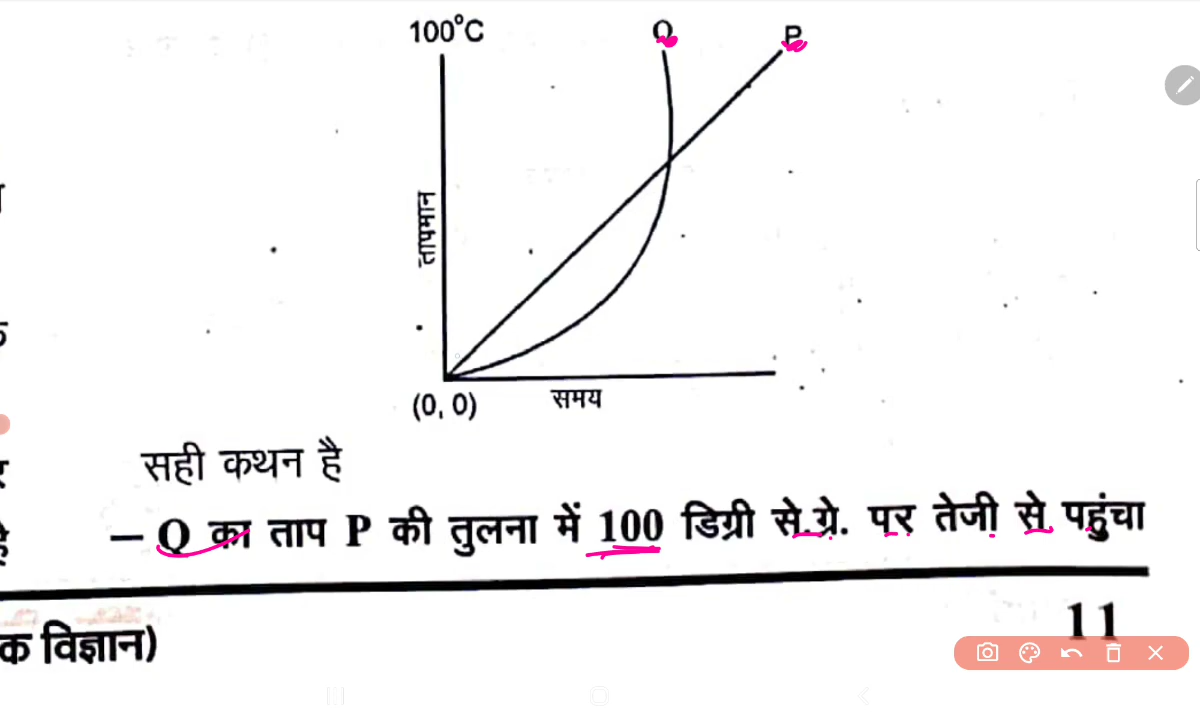 100°C
Q
P
तापमान
(0, 0)
समय
सही कथन है
– Q का ताप P की तुलना में 100 डिग्री से.ग्रे. पर तेजी से पहुंचा
11
क विज्ञान)